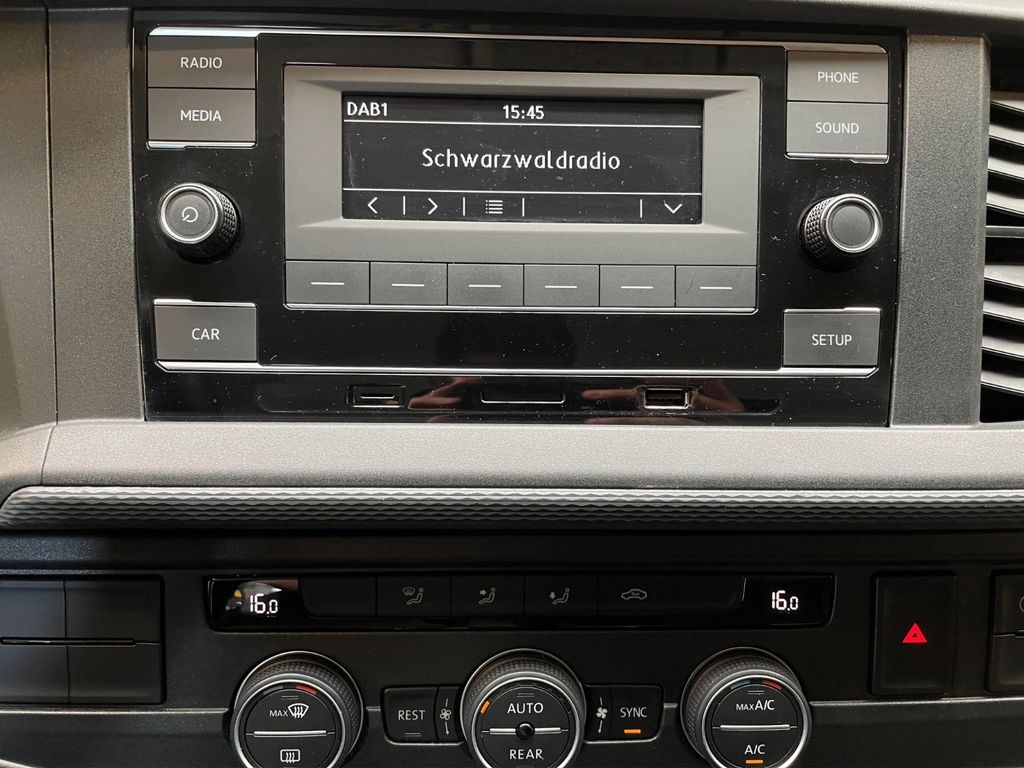 RADIO
MEDIA
DAB1 15:45
Schwarzwaldradio
PHONE
SOUND
CAR
SETUP
16.0
16.0
MAX
REST
AUTO
REAR
SYNC
MAX A/C
A/C